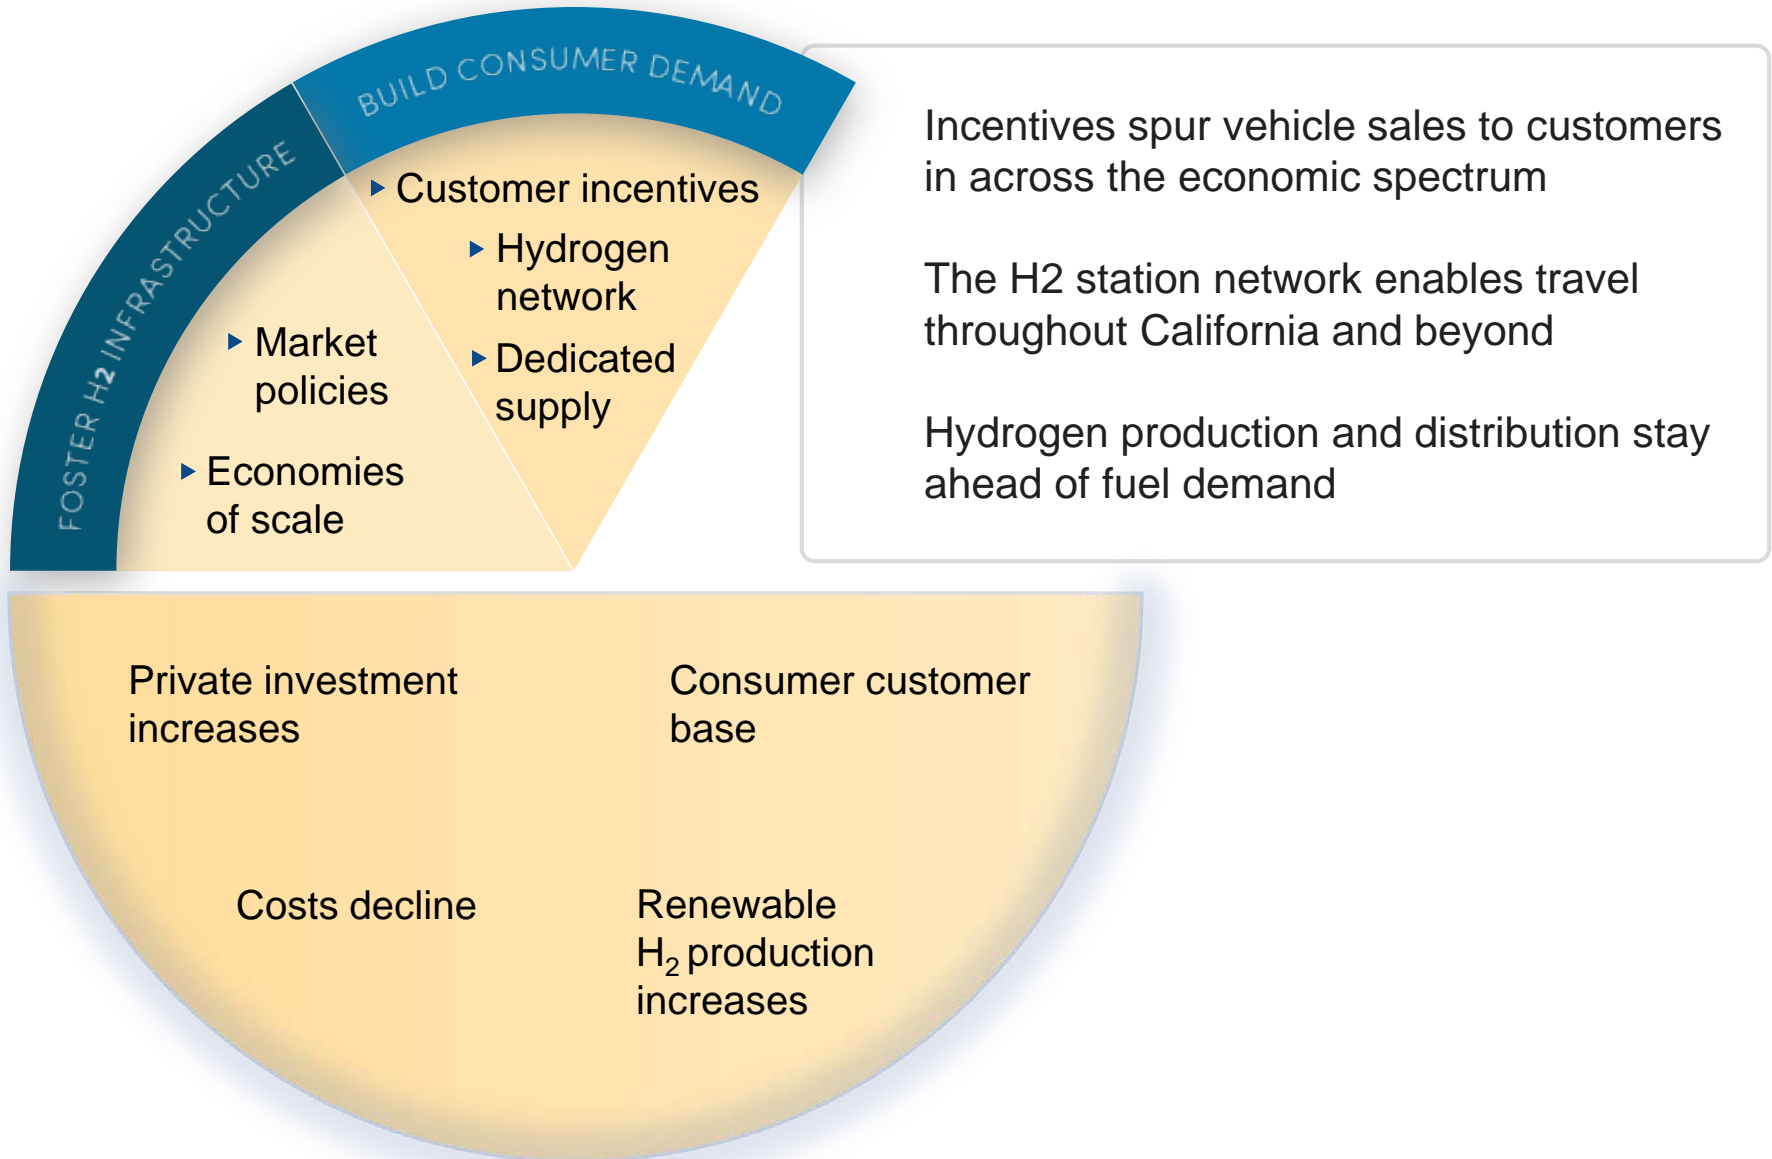 FOSTER H2 INFRASTRUCTURE
BUILD CONSUMER DEMAND
Customer incentives
Hydrogen
network
Dedicated
supply
Market
policies
Economies
of scale
Incentives spur vehicle sales to customers
in across the economic spectrum
The H2 station network enables travel
throughout California and beyond
Hydrogen production and distribution stay
ahead of fuel demand
Private investment
increases
Consumer customer
base
Costs decline
Renewable
H₂ production
increases